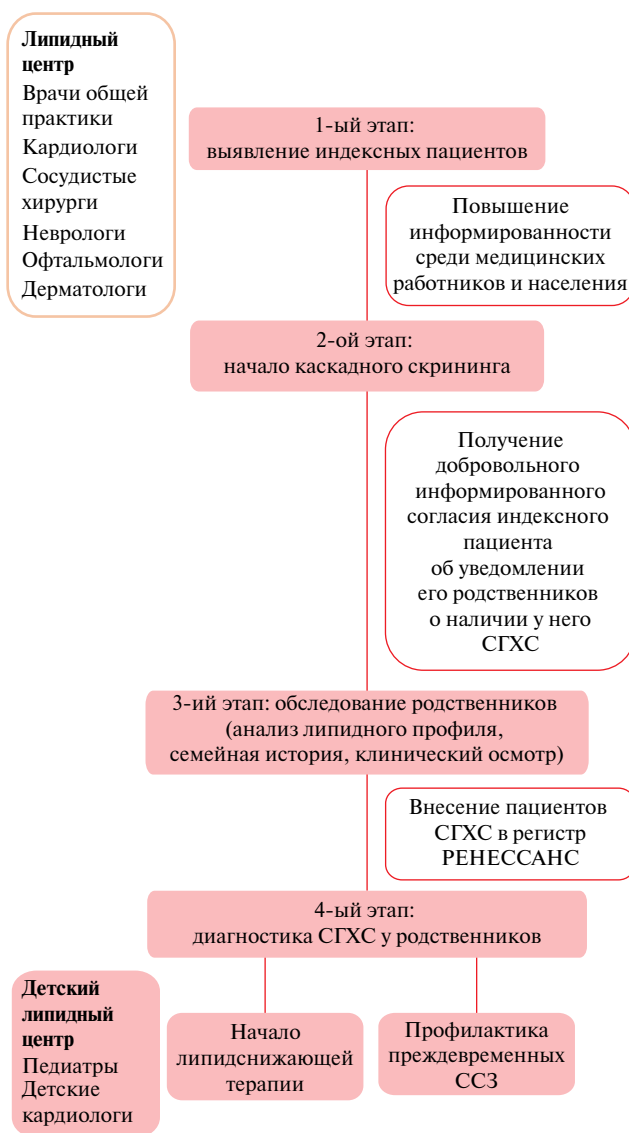 Липидный
центр
Врачи общей
практики
Кардиологи
Сосудистые
хирурги
Неврологи
Офтальмологи
Дерматологи
1-ый этап:
выявление индексных пациентов
Повышение
информированности
среди медицинских
работников и населения
2-ой этап:
начало каскадного скрининга
Получение
добровольного
информированного
согласия индексного
пациента
об уведомлении
его родственников
о наличии у него
СГХС
3-ий этап: обследование родственников
(анализ липидного профиля,
семейная история, клинический осмотр)
Внесение пациентов
СГХС в регистр
РЕНЕССАНС
4-ый этап:
диагностика СГХС у родственников
Детский
липидный
центр
Педиатры
Детские
кардиологи
Начало
липидснижающей
терапии
Профилактика
преждевременных
ССЗ